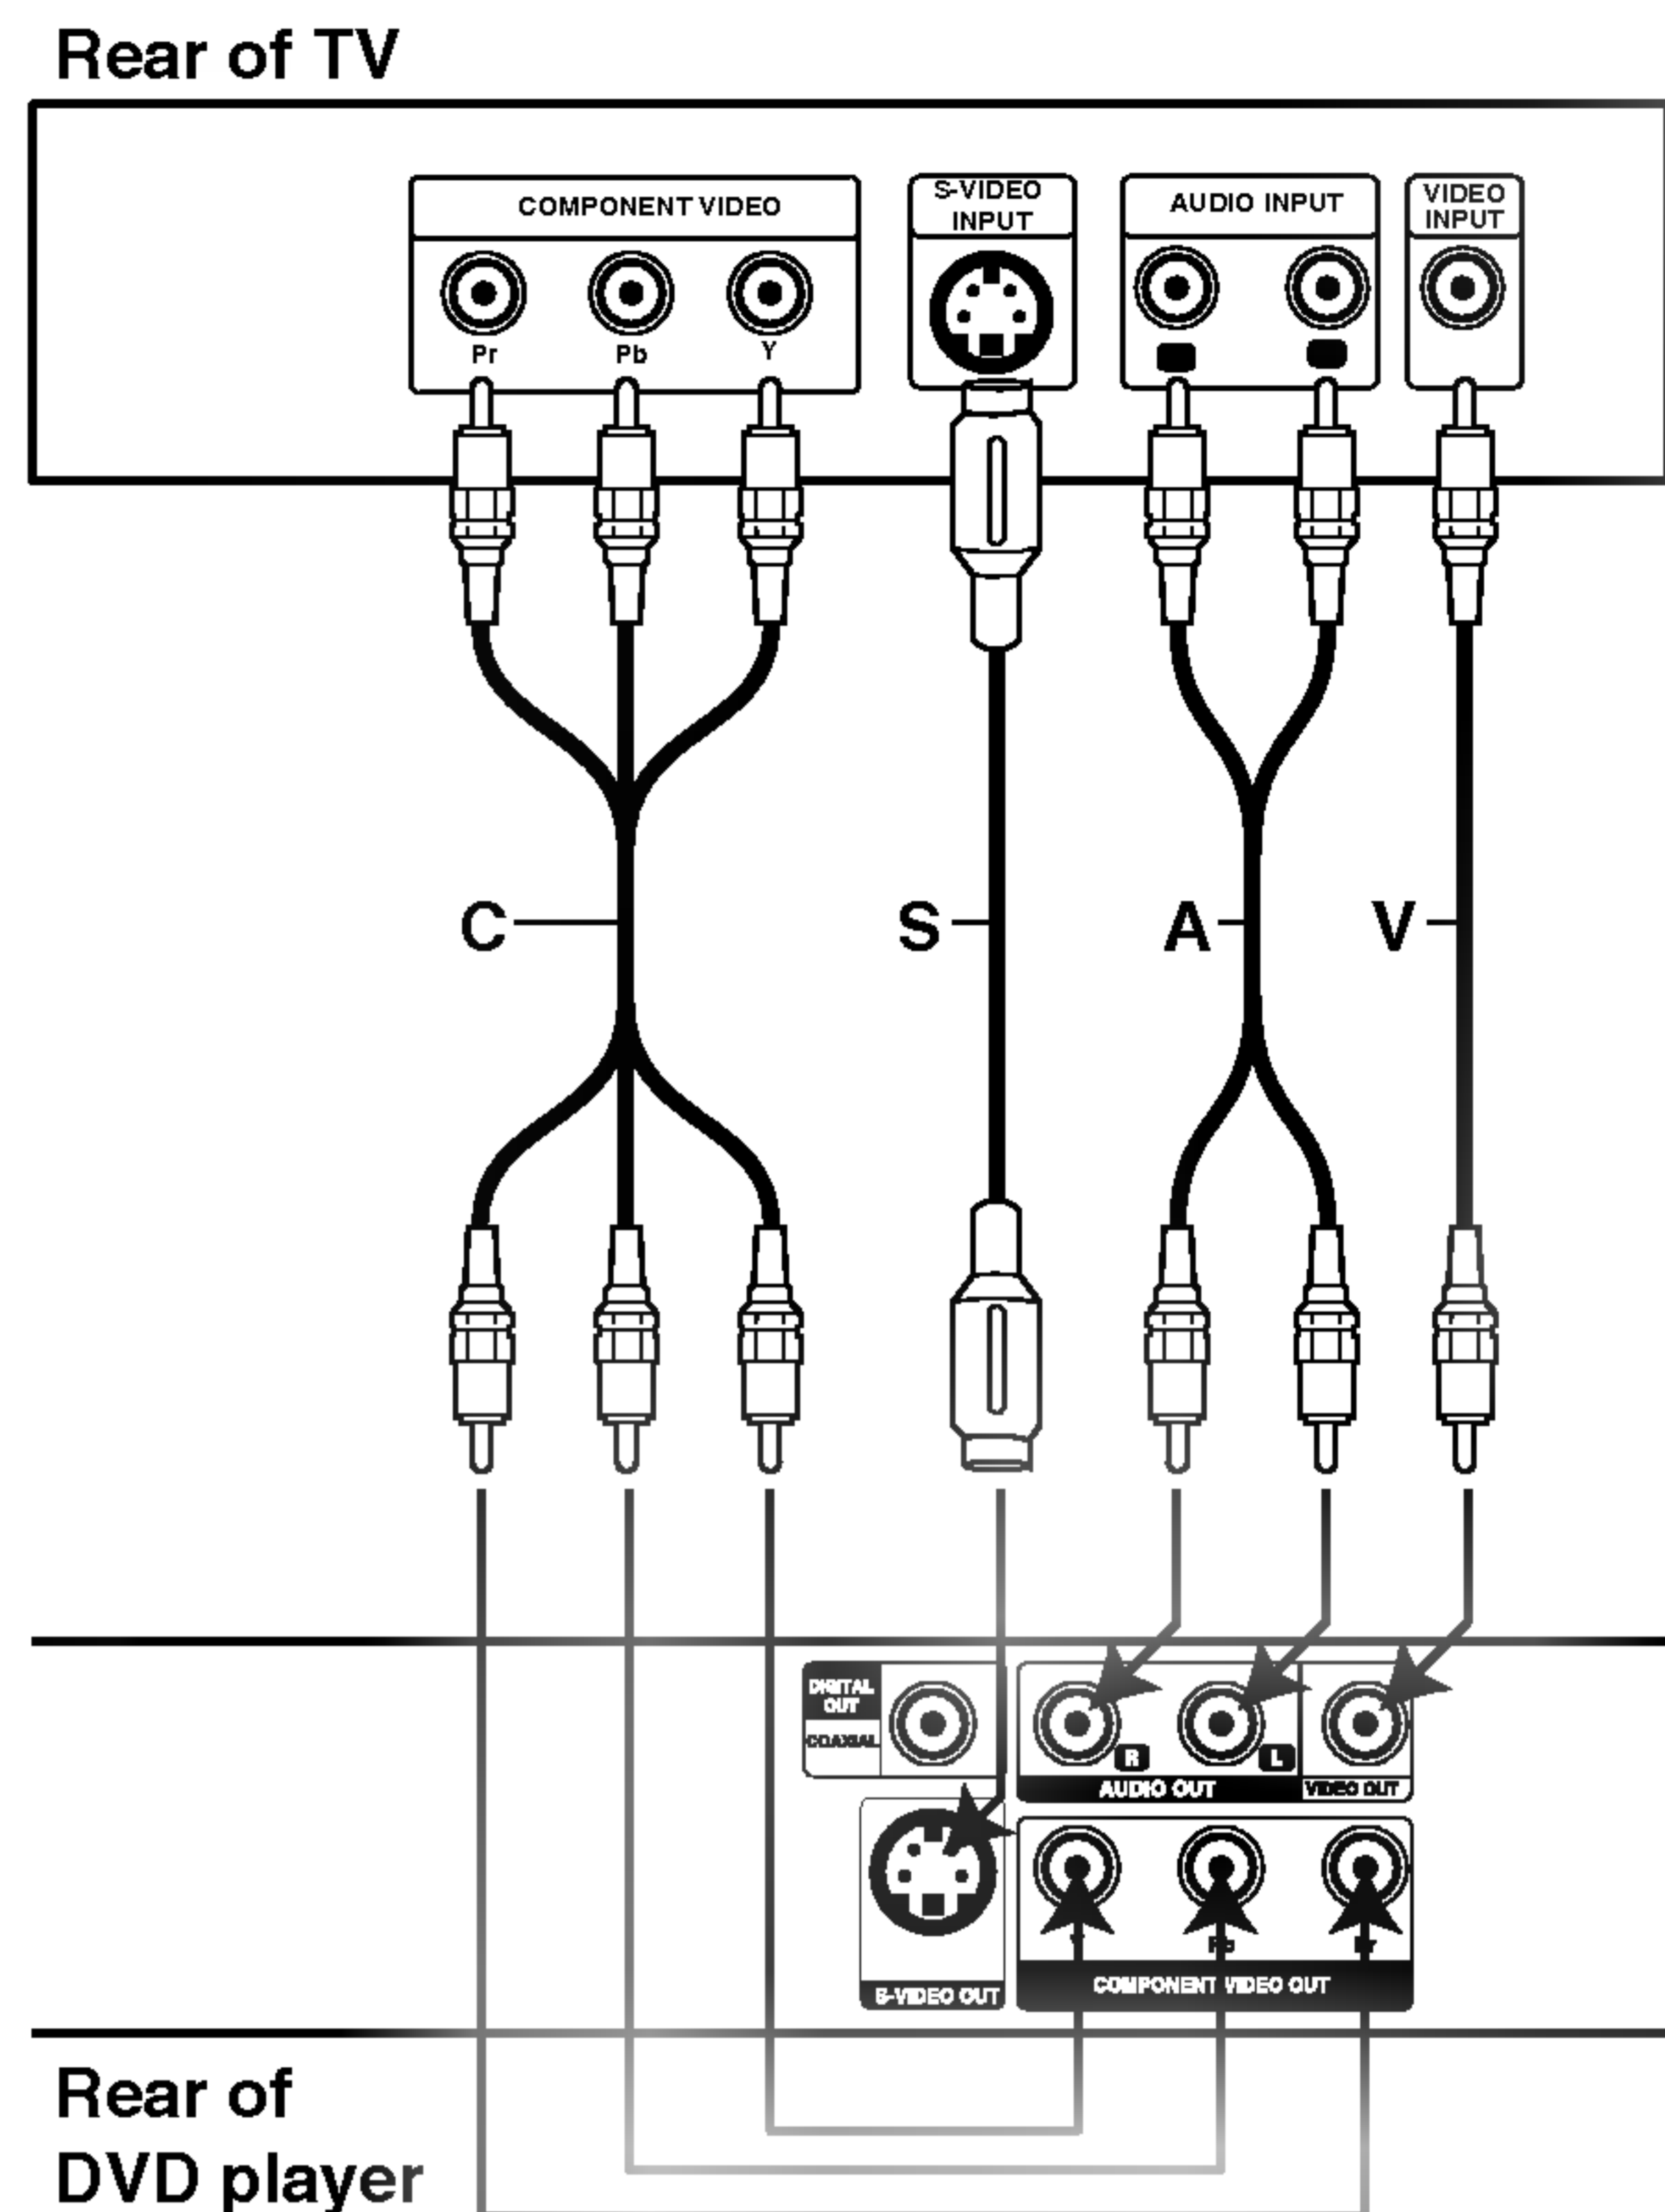 Rear of TV
COMPONENT VIDEO
Pr Pb Y
S-VIDEO
INPUT
AUDIO INPUT
VIDEO
INPUT
C S A V
DIGITAL
OUT
COAXIAL
R L
AUDIO OUT
VIDEO OUT
S-VIDEO OUT
COMPONENT VIDEO OUT
Rear of
DVD player